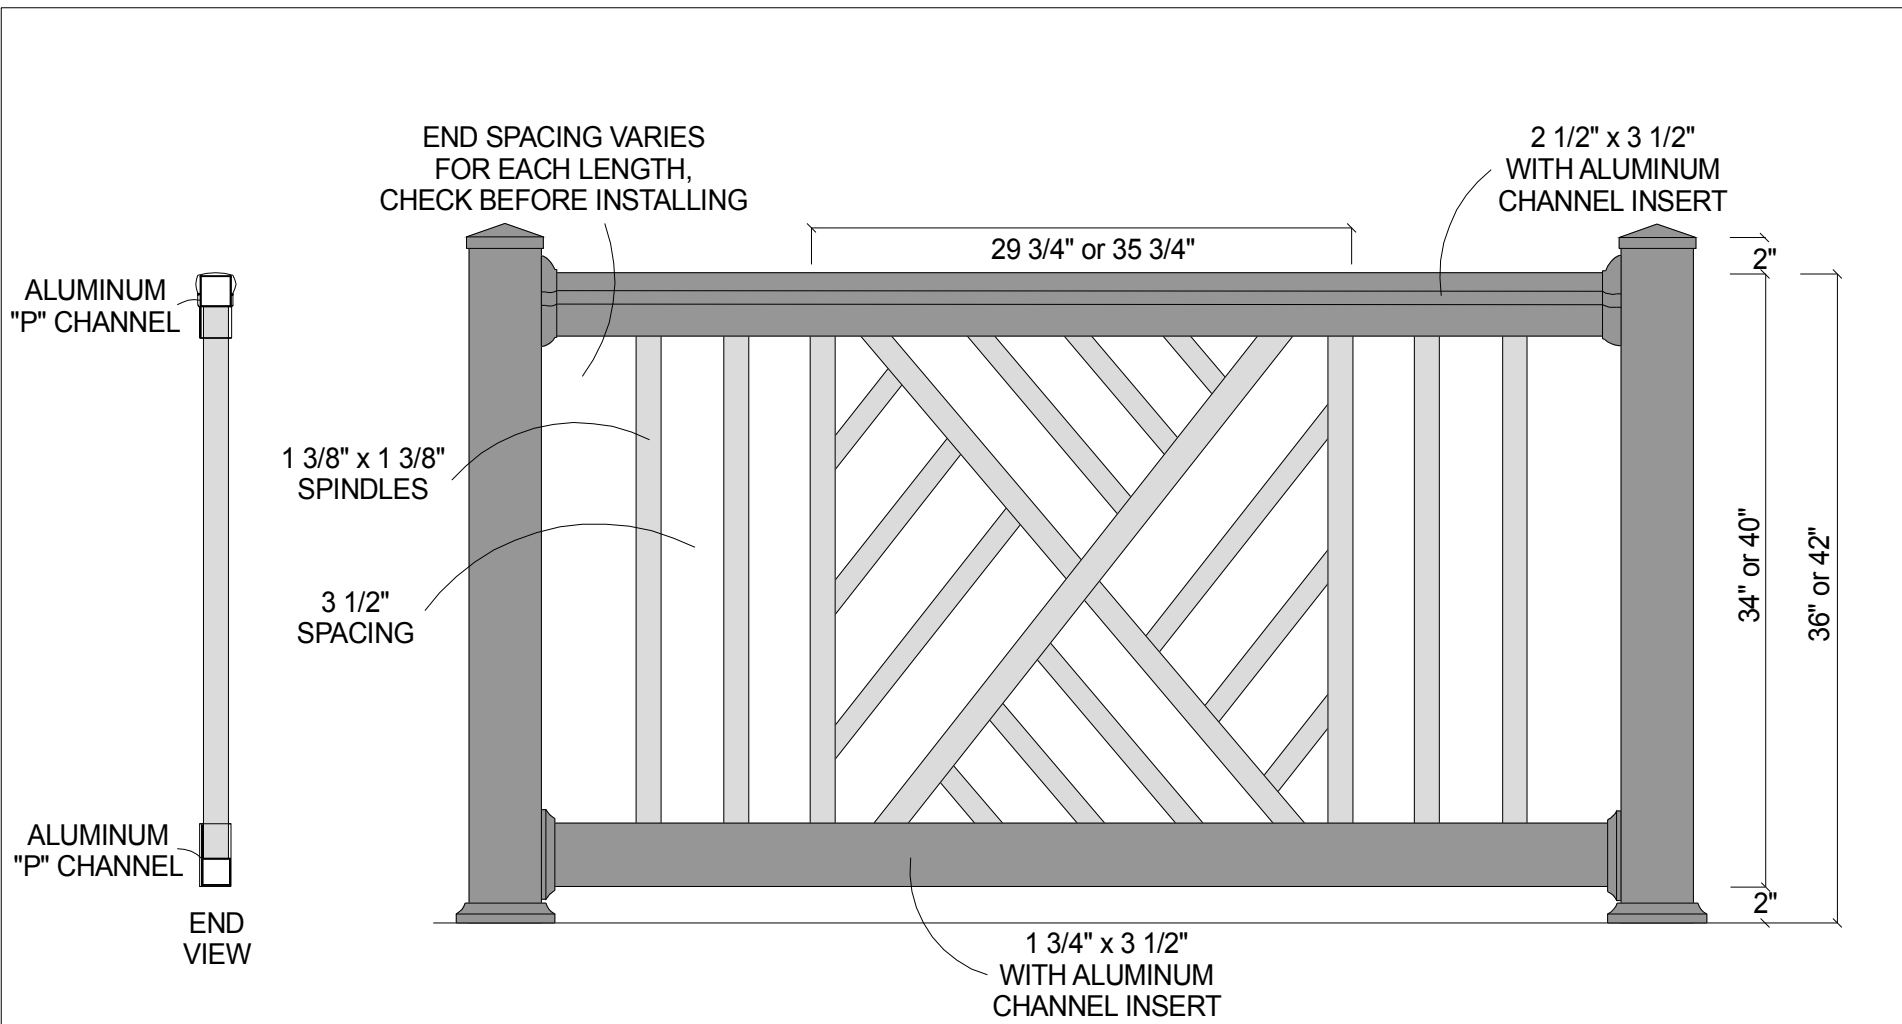 END SPACING VARIES
FOR EACH LENGTH,
CHECK BEFORE INSTALLING
2 1/2" x 3 1/2"
WITH ALUMINUM
CHANNEL INSERT
29 3/4" or 35 3/4"
2"
ALUMINUM
"P" CHANNEL
1 3/8" x 1 3/8"
SPINDLES
3 1/2"
SPACING
34" or 40"
36" or 42"
ALUMINUM
"P" CHANNEL
2"
END
VIEW
1 3/4" x 3 1/2"
WITH ALUMINUM
CHANNEL INSERT